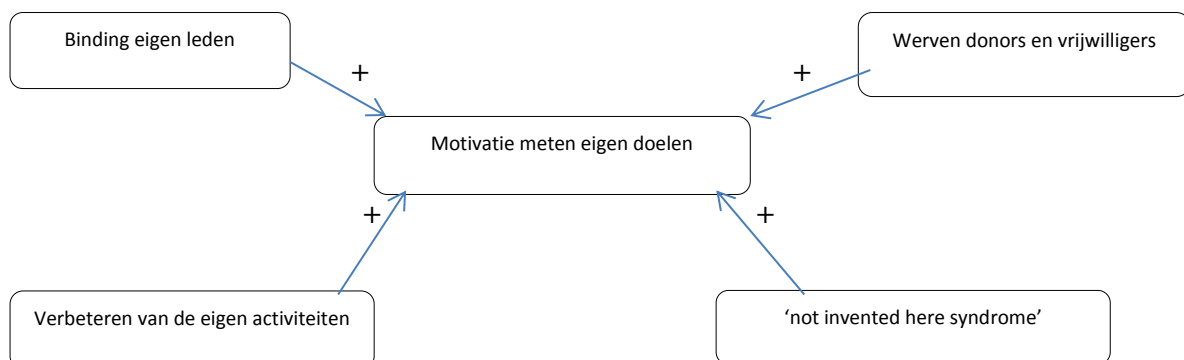 Binding eigen leden
Werven donors en vrijwilligers
+
+
Motivatie meten eigen doelen
+
+
Verbeteren van de eigen activiteiten
‘not invented here syndrome’